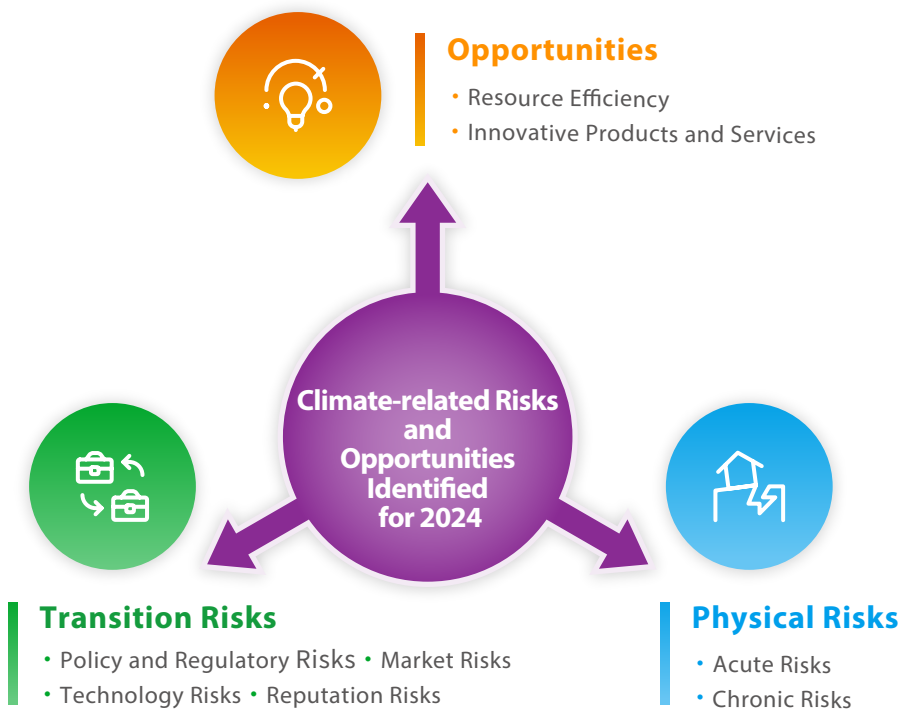 Opportunities
• Resource Efficiency
• Innovative Products and Services
Climate-related Risks
and
Opportunities
Identified
for 2024
Transition Risks
• Policy and Regulatory Risks • Market Risks
• Technology Risks • Reputation Risks
Physical Risks
• Acute Risks
• Chronic Risks